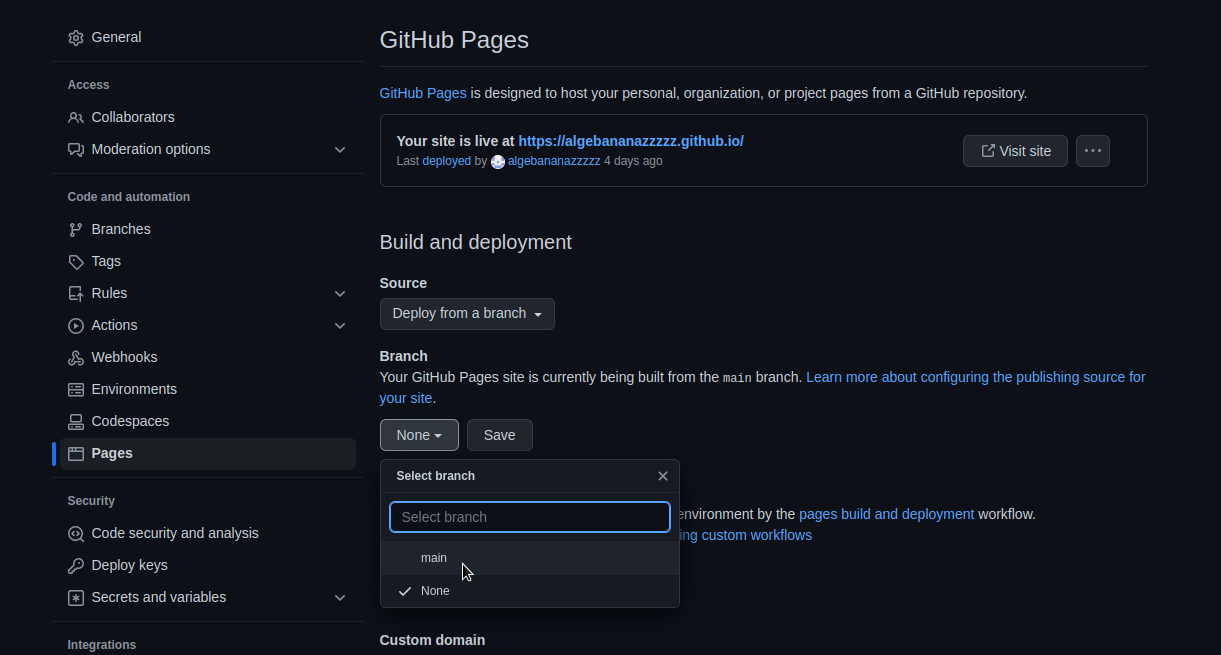 General
Access
Collaborators
Moderation options
Code and automation
Branches
Tags
Rules
Actions
Webhooks
Environments
Codespaces
Pages
Security
Code security and analysis
Deploy keys
Secrets and variables
Integrations
GitHub Pages
GitHub Pages is designed to host your personal, organization, or project pages from a GitHub repository.
Your site is live at https://algebananazzzzz.github.io/
Last deployed by algebananazzzzz 4 days ago
Visit site
Build and deployment
Source
Deploy from a branch
Branch
Your GitHub Pages site is currently being built from the main branch. Learn more about configuring the publishing source for
your site.
None
Save
Select branch
Select branch
environment by the pages build and deployment workflow.
ing custom workflows
main
None
Custom domain